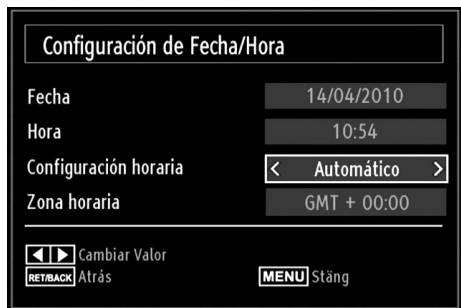 Configuración de Fecha/Hora
Fecha 14/04/2010
Hora 10:54
Configuración horaria < Automático >
Zona horaria GMT + 00:00
◀ ▶ Cambiar Valor
RET/BACK Atrás MENU Stäng